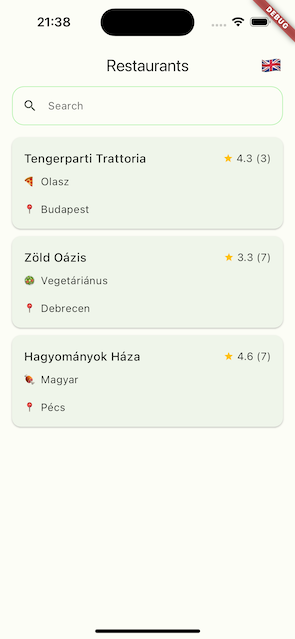 21:38
DEBUG
Restaurants
Search
Tengerparti Trattoria ★ 4.3 (3)
Olasz
Budapest
Zöld Oázis ★ 3.3 (7)
Vegetáriánus
Debrecen
Hagyományok Háza ★ 4.6 (7)
Magyar
Pécs